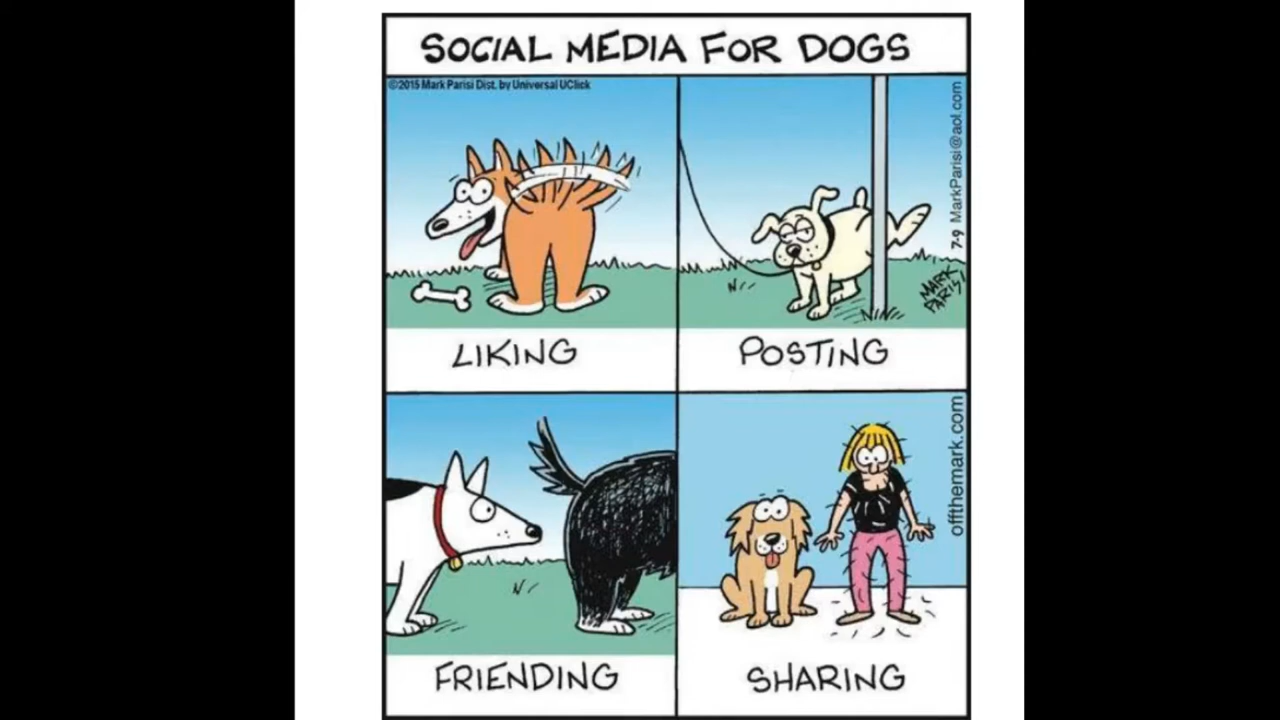 SOCIAL MEDIA FOR DOGS
©2015 Mark Parisi Dist. by Universal UClick
7-9 MarkParisi@aol.com
MARK
PARISI
LIKING
POSTING
offthemark.com
FRIENDING
SHARING